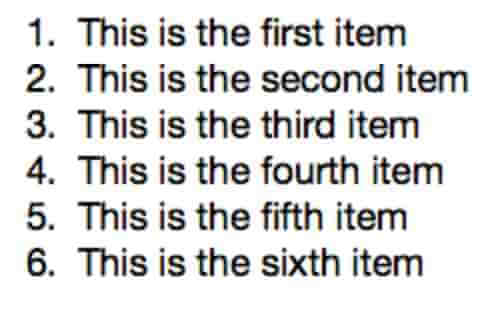 1. This is the first item
2. This is the second item
3. This is the third item
4. This is the fourth item
5. This is the fifth item
6. This is the sixth item